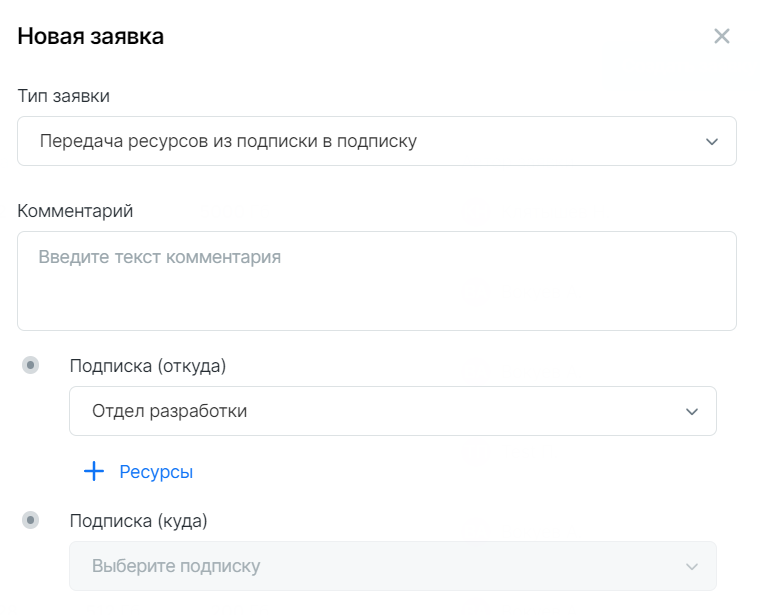 Новая заявка
Тип заявки
Передача ресурсов из подписки в подписку
Комментарий
Введите текст комментария
Подписка (откуда)
Отдел разработки
Ресурсы
Подписка (куда)
Выберите подписку